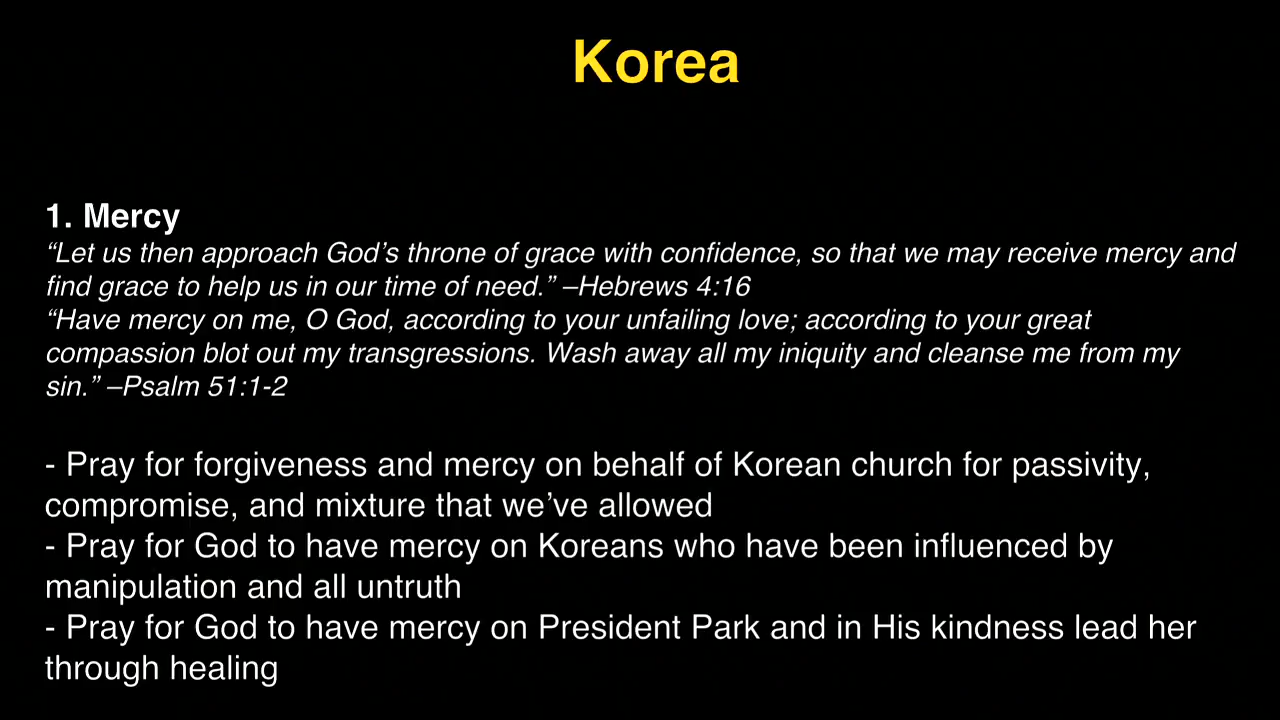 Korea
1. Mercy
“Let us then approach God’s throne of grace with confidence, so that we may receive mercy and
find grace to help us in our time of need.” –Hebrews 4:16
“Have mercy on me, O God, according to your unfailing love; according to your great
compassion blot out my transgressions. Wash away all my iniquity and cleanse me from my
sin.” –Psalm 51:1-2
- Pray for forgiveness and mercy on behalf of Korean church for passivity,
compromise, and mixture that we’ve allowed
- Pray for God to have mercy on Koreans who have been influenced by
manipulation and all untruth
- Pray for God to have mercy on President Park and in His kindness lead her
through healing